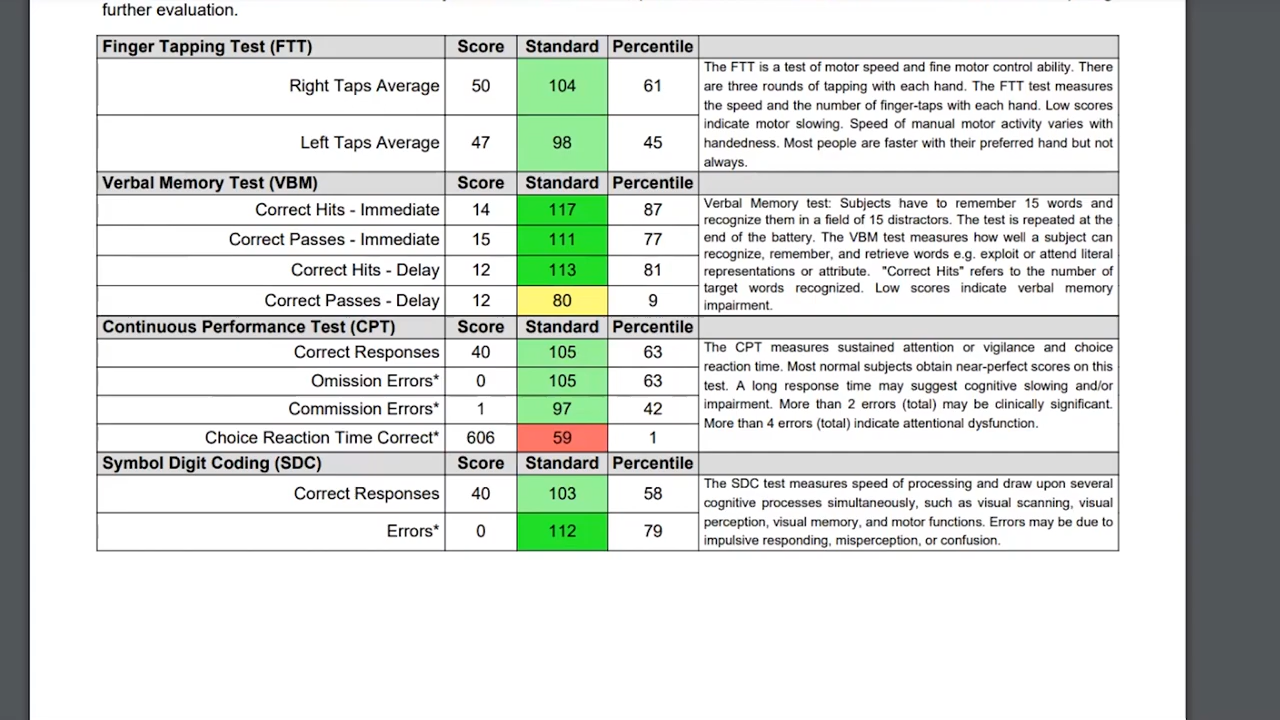 further evaluation.
Finger Tapping Test (FTT) Score Standard Percentile
Right Taps Average 50 104 61
Left Taps Average 47 98 45
The FTT is a test of motor speed and fine motor control ability. There
are three rounds of tapping with each hand. The FTT test measures
the speed and the number of finger-taps with each hand. Low scores
indicate motor slowing. Speed of manual motor activity varies with
handedness. Most people are faster with their preferred hand but not
always.
Verbal Memory Test (VBM) Score Standard Percentile
Correct Hits - Immediate 14 117 87
Correct Passes - Immediate 15 111 77
Correct Hits - Delay 12 113 81
Correct Passes - Delay 12 80 9
Verbal Memory test: Subjects have to remember 15 words and
recognize them in a field of 15 distractors. The test is repeated at the
end of the battery. The VBM test measures how well a subject can
recognize, remember, and retrieve words e.g. exploit or attend literal
representations or attribute. "Correct Hits" refers to the number of
target words recognized. Low scores indicate verbal memory
impairment.
Continuous Performance Test (CPT) Score Standard Percentile
Correct Responses 40 105 63
Omission Errors* 0 105 63
Commission Errors* 1 97 42
Choice Reaction Time Correct* 606 59 1
The CPT measures sustained attention or vigilance and choice
reaction time. Most normal subjects obtain near-perfect scores on this
test. A long response time may suggest cognitive slowing and/or
impairment. More than 2 errors (total) may be clinically significant.
More than 4 errors (total) indicate attentional dysfunction.
Symbol Digit Coding (SDC) Score Standard Percentile
Correct Responses 40 103 58
Errors* 0 112 79
The SDC test measures speed of processing and draw upon several
cognitive processes simultaneously, such as visual scanning, visual
perception, visual memory, and motor functions. Errors may be due to
impulsive responding, misperception, or confusion.